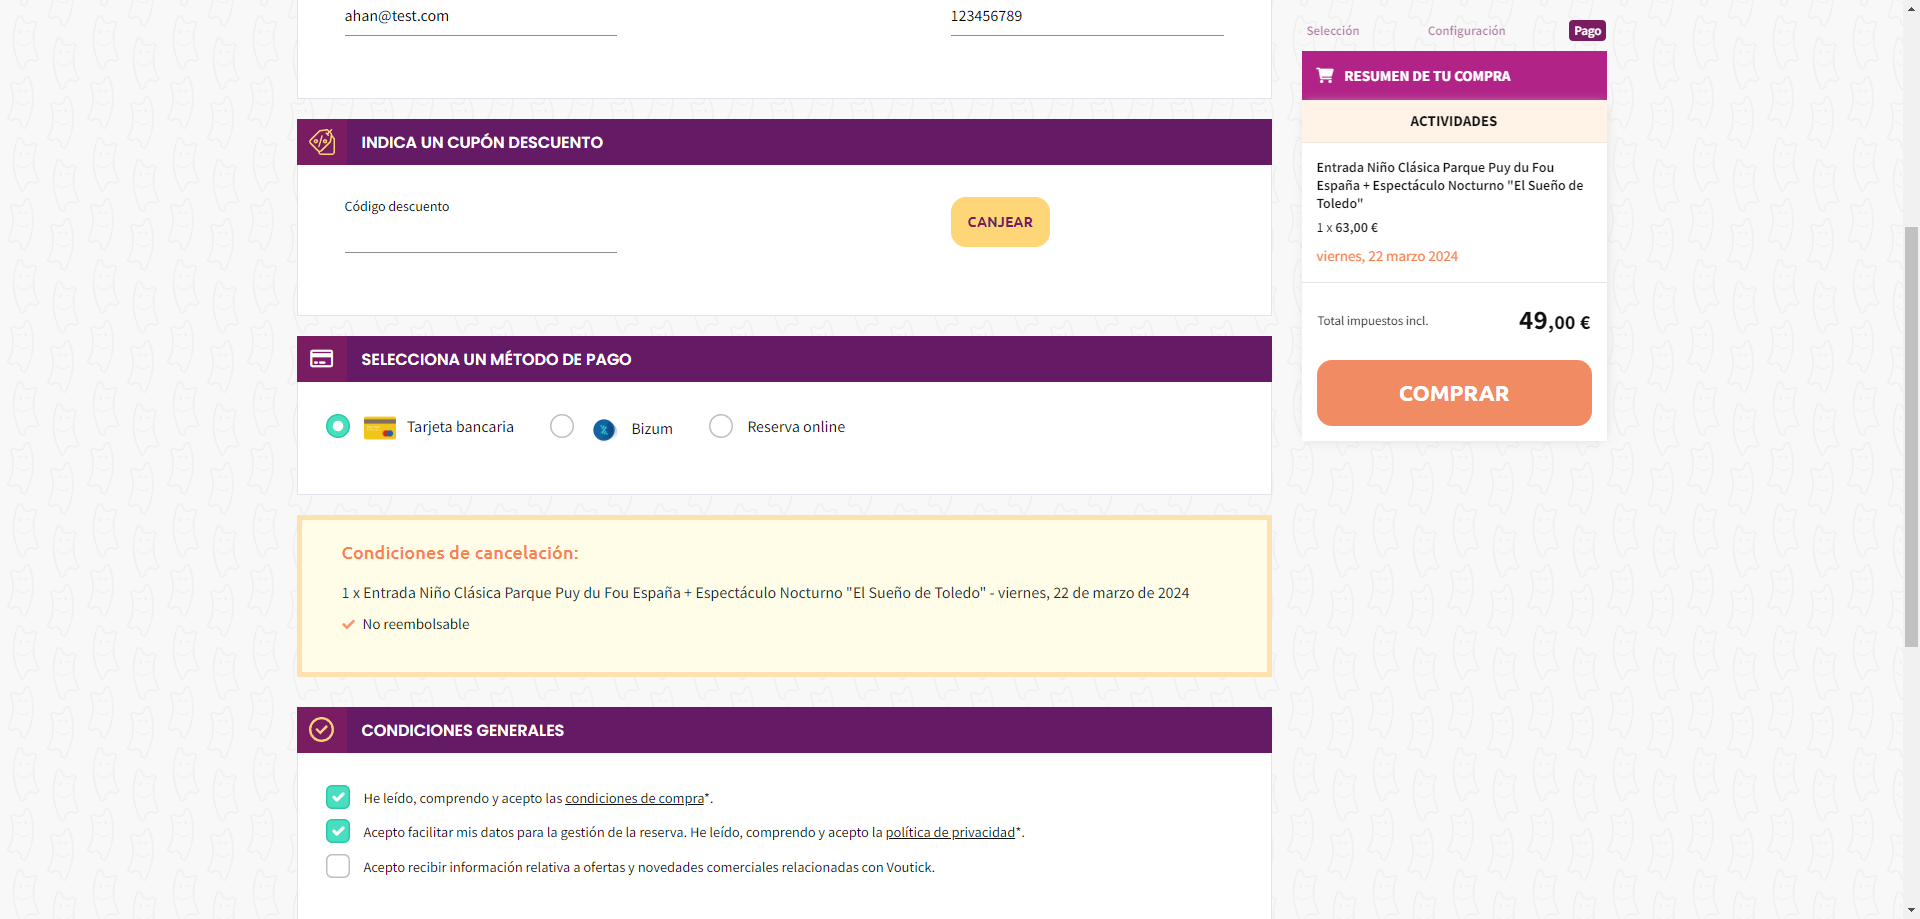 ahan@test.com
123456789
INDICA UN CUPÓN DESCUENTO
Código descuento
CANJEAR
SELECCIONA UN MÉTODO DE PAGO
Tarjeta bancaria
Bizum
Reserva online
Condiciones de cancelación:
1 x Entrada Niño Clásica Parque Puy du Fou España + Espectáculo Nocturno "El Sueño de Toledo" - viernes, 22 de marzo de 2024
No reembolsable
CONDICIONES GENERALES
He leído, comprendo y acepto las condiciones de compra*.
Acepto facilitar mis datos para la gestión de la reserva. He leído, comprendo y acepto la política de privacidad*.
Acepto recibir información relativa a ofertas y novedades comerciales relacionadas con Voutick.
Selección
Configuración
Pago
RESUMEN DE TU COMPRA
ACTIVIDADES
Entrada Niño Clásica Parque Puy du Fou
España + Espectáculo Nocturno "El Sueño de
Toledo"
1 x 63,00 €
viernes, 22 marzo 2024
Total impuestos incl.
49,00 €
COMPRAR